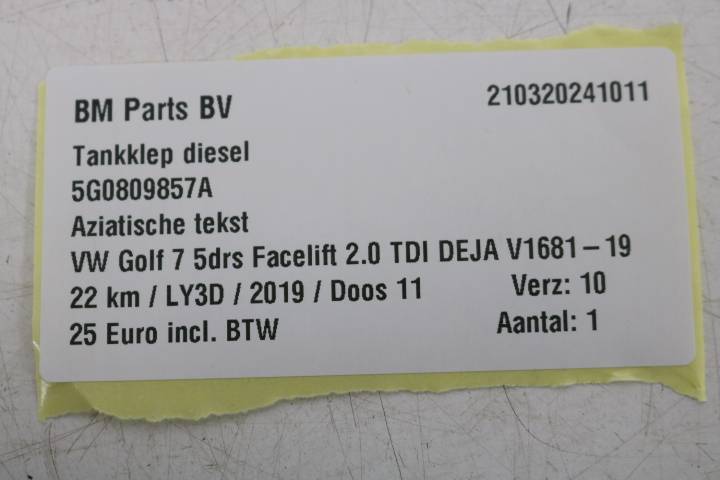 BM Parts BV 210320241011
Tankklep diesel
5G0809857A
Aziatische tekst
VW Golf 7 5drs Facelift 2.0 TDI DEJA V1681-19
22 km / LY3D / 2019 / Doos 11 Verz: 10
25 Euro incl. BTW Aantal: 1